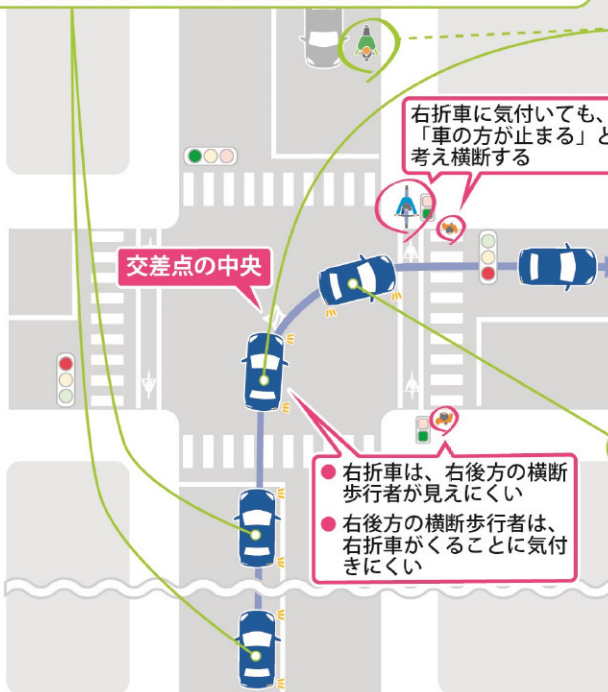 右折車に気付いても、
「車の方が止まる」と
考え横断する
交差点の中央
● 右折車は、右後方の横断
歩行者が見えにくい
● 右後方の横断歩行者は、
右折車がくることに気付
きにくい